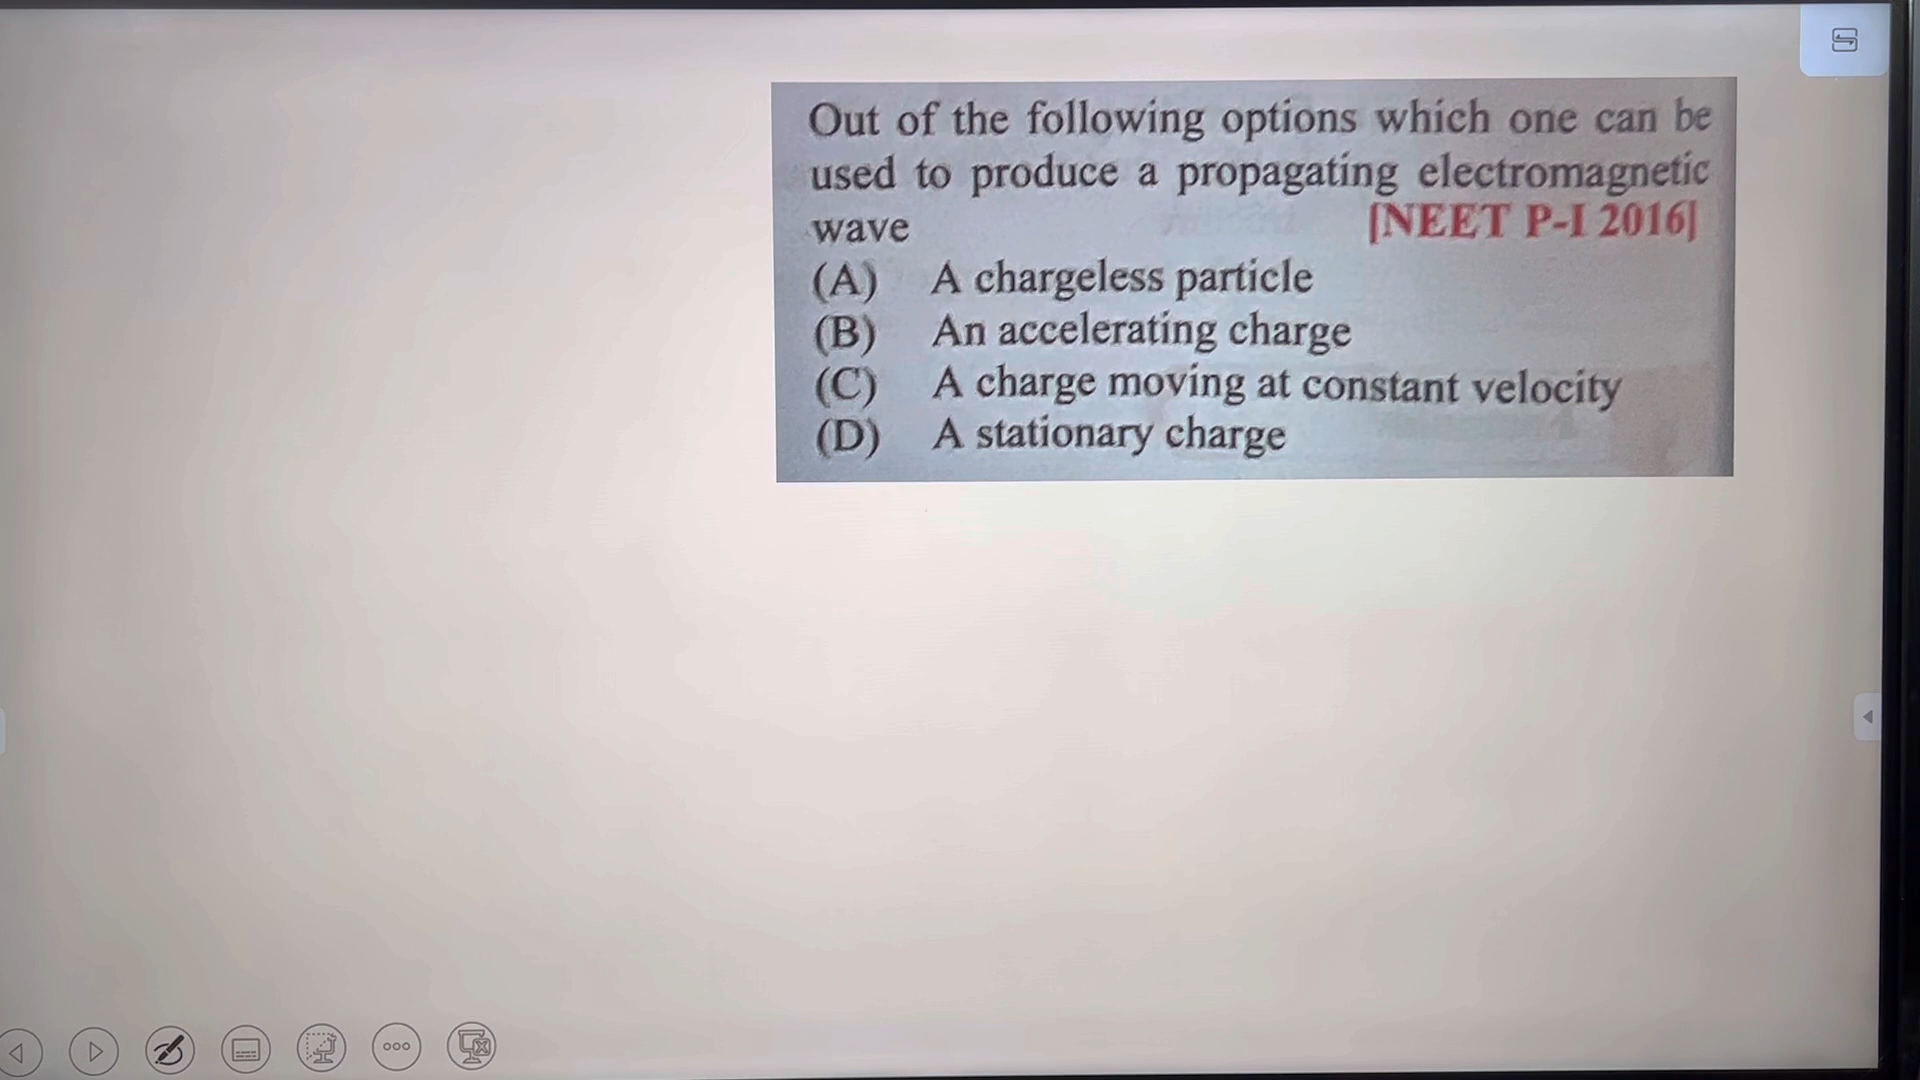 Out of the following options which one can be
used to produce a propagating electromagnetic
wave [NEET P-I 2016]
(A) A chargeless particle
(B) An accelerating charge
(C) A charge moving at constant velocity
(D) A stationary charge